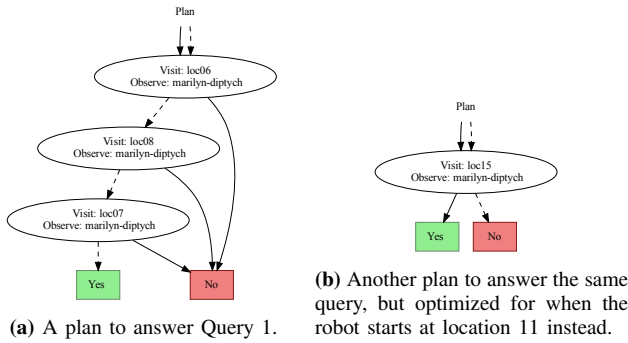 Plan
Visit: loc06
Observe: marilyn-diptych
Visit: loc08
Observe: marilyn-diptych
Visit: loc07
Observe: marilyn-diptych
Yes
No
(a) A plan to answer Query 1.
Plan
Visit: loc15
Observe: marilyn-diptych
Yes
No
(b) Another plan to answer the same
query, but optimized for when the
robot starts at location 11 instead.